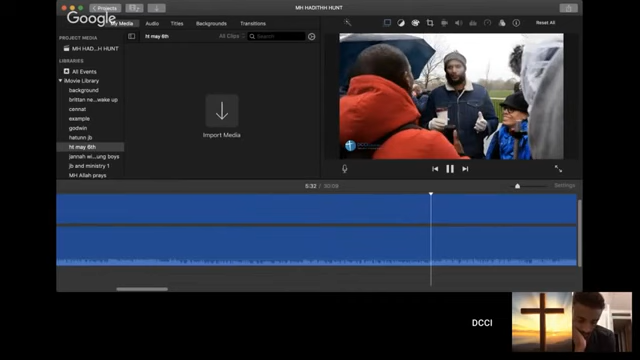 MH HADITHH HUNT
Projects
Google
My Media
Audio
Titles
Backgrounds
Transitions
Reset All
PROJECT MEDIA
MH HADITH...H HUNT
ht may 6th
All Clips
Search
LIBRARIES
All Events
iMovie Library
background
brittan ne...wake up
cennat
example
godwin
hatunn jb
ht may 6th
jannah wi...ung boys
jb and ministry 1
MH Allah prays
Import Media
DCCI
5:32 / 30:09
Settings
DCCI